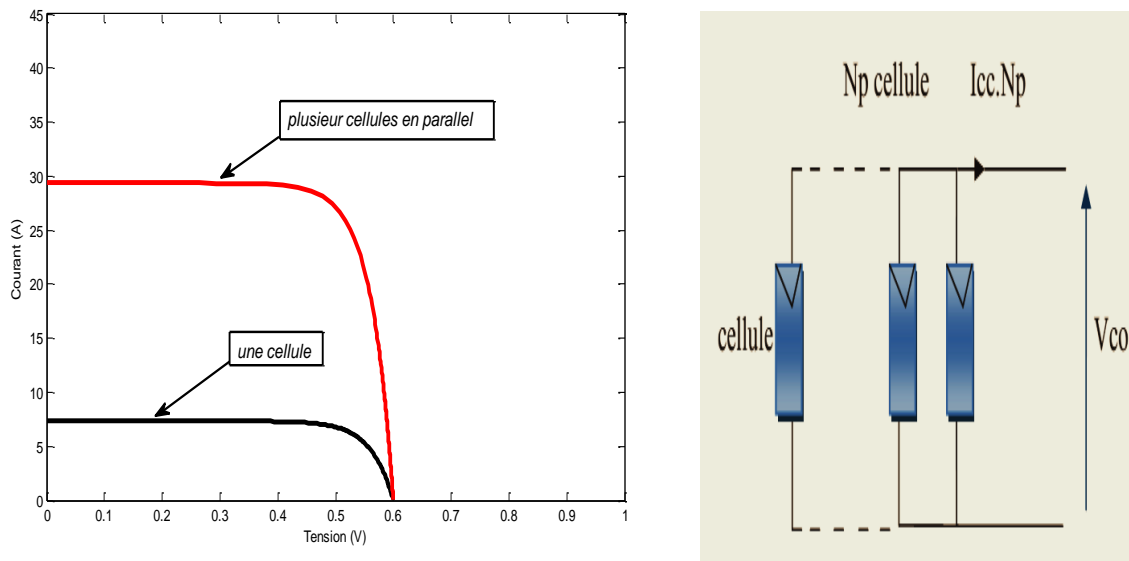 45
40
35
30
25
20
15
10
5
0
Courant (A)
plusieur cellules en parallel
une cellule
0 0.1 0.2 0.3 0.4 0.5 0.6 0.7 0.8 0.9 1
Tension (V)
Np cellule Icc.Np
cellule
Vco